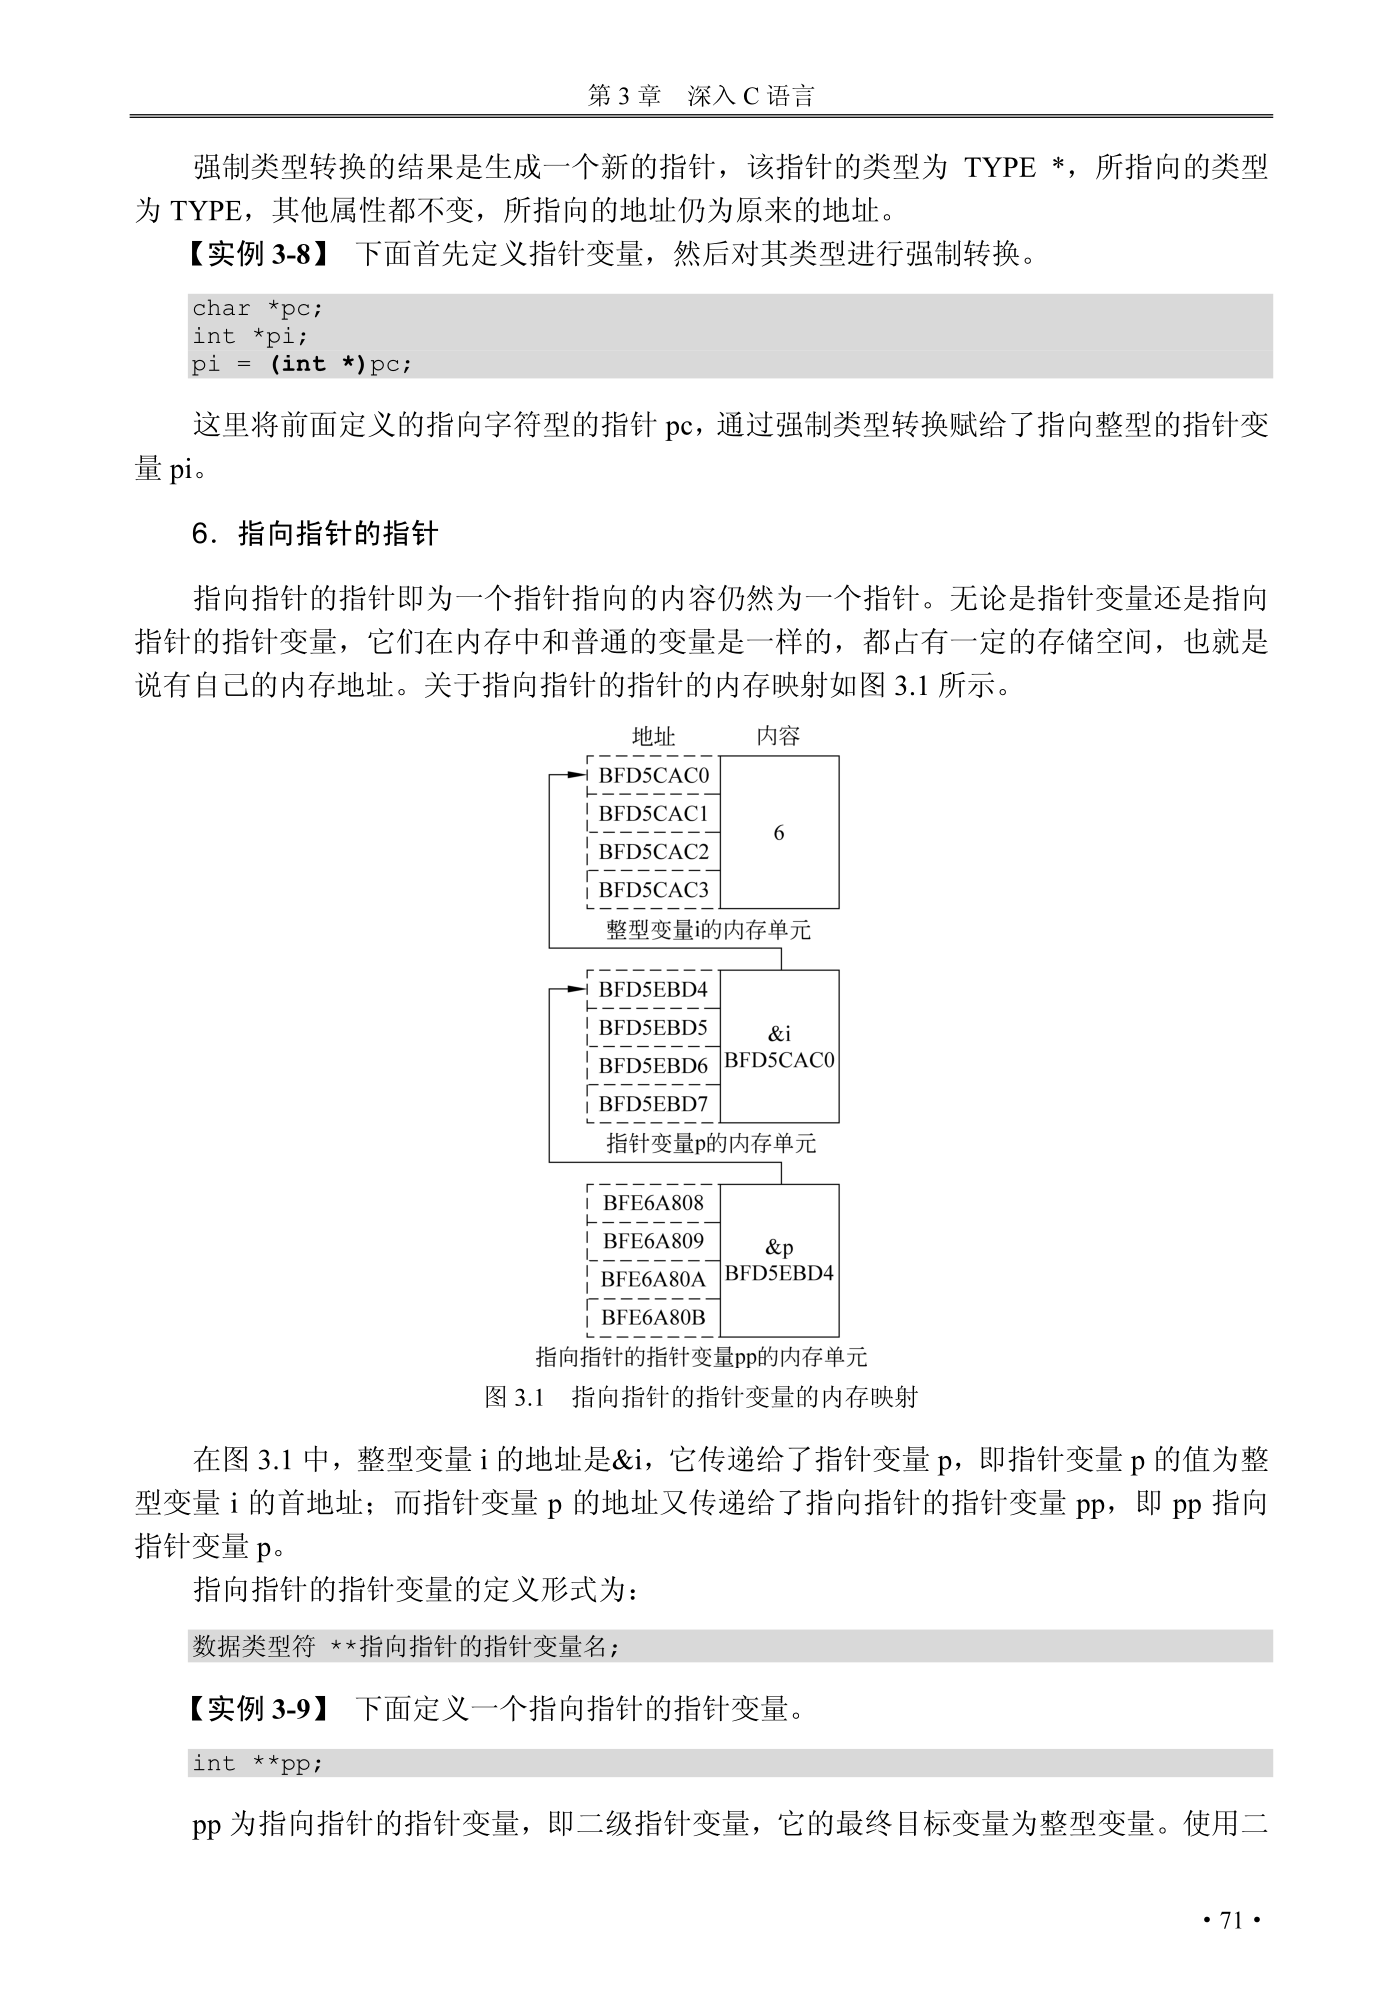 第 3 章　深入 C 语言
强制类型转换的结果是生成一个新的指针，该指针的类型为 TYPE *，所指向的类型
为 TYPE，其他属性都不变，所指向的地址仍为原来的地址。
【实例 3-8】 下面首先定义指针变量，然后对其类型进行强制转换。
char *pc;
int *pi;
pi = (int *)pc;
这里将前面定义的指向字符型的指针 pc，通过强制类型转换赋给了指向整型的指针变
量 pi。
6．指向指针的指针
指向指针的指针即为一个指针指向的内容仍然为一个指针。无论是指针变量还是指向
指针的指针变量，它们在内存中和普通的变量是一样的，都占有一定的存储空间，也就是
说有自己的内存地址。关于指向指针的指针的内存映射如图 3.1 所示。
地址　内容
BFD5CAC0
BFD5CAC1
6
BFD5CAC2
BFD5CAC3
整型变量i的内存单元
BFD5EBD4
BFD5EBD5
&i
BFD5EBD6 BFD5CAC0
BFD5EBD7
指针变量p的内存单元
BFE6A808
BFE6A809
&p
BFE6A80A BFD5EBD4
BFE6A80B
指向指针的指针变量pp的内存单元
图 3.1　指向指针的指针变量的内存映射
在图 3.1 中，整型变量 i 的地址是&i，它传递给了指针变量 p，即指针变量 p 的值为整
型变量 i 的首地址；而指针变量 p 的地址又传递给了指向指针的指针变量 pp，即 pp 指向
指针变量 p。
指向指针的指针变量的定义形式为：
数据类型符 **指向指针的指针变量名;
【实例 3-9】 下面定义一个指向指针的指针变量。
int **pp;
pp 为指向指针的指针变量，即二级指针变量，它的最终目标变量为整型变量。使用二
·71·